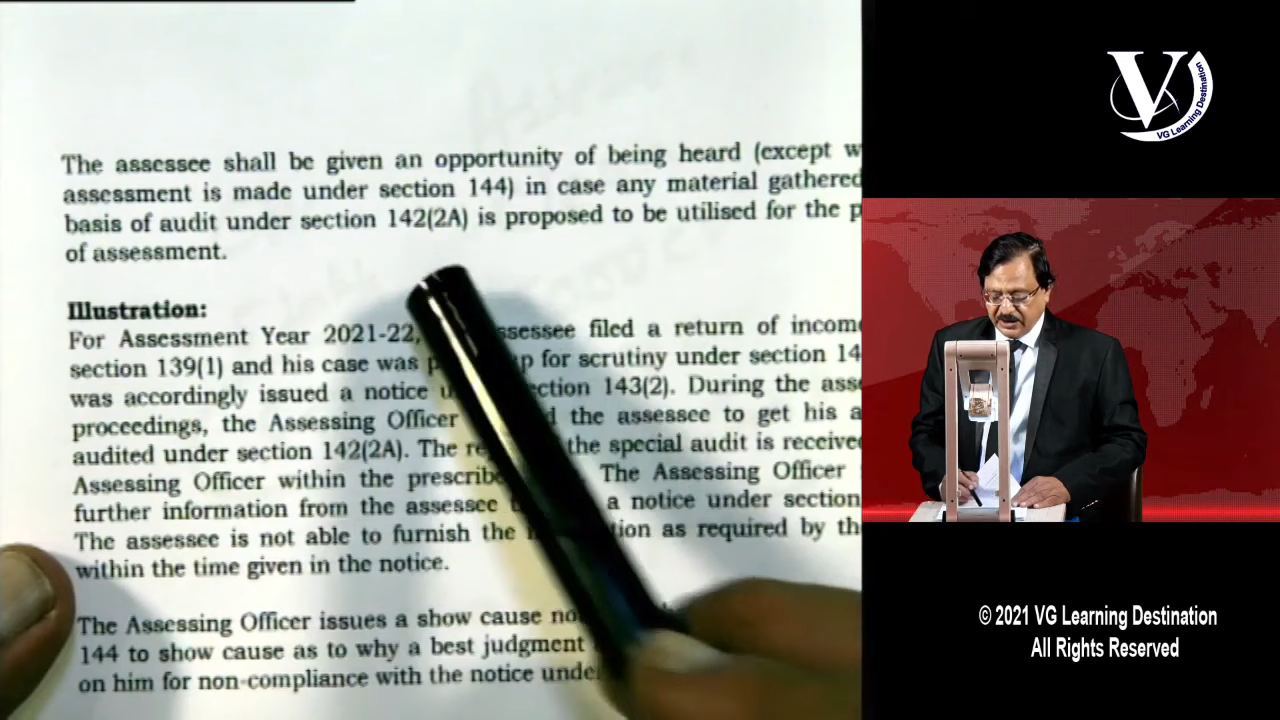 The assessee shall be given an opportunity of being heard (except
assessment is made under section 144) in case any material gathered
basis of audit under section 142(2A) is proposed to be utilised for the
of assessment.
Illustration:
For Assessment Year 2021-22, filed a return of
section 139(1) and his case was for scrutiny under section
was accordingly issued a notice 143(2). During the
proceedings, the Assessing Officer the assessee to get his
audited under section 142(2A). The the special audit is
Assessing Officer within the The Assessing Officer
further information from the assessee a notice under section
The assessee is not able to furnish the as required by
within the time given in the notice.
The Assessing Officer issues a show cause
144 to show cause as to why a best judgment
on him for non-compliance with the notice
V
VG Learning Destination
© 2021 VG Learning Destination
All Rights Reserved